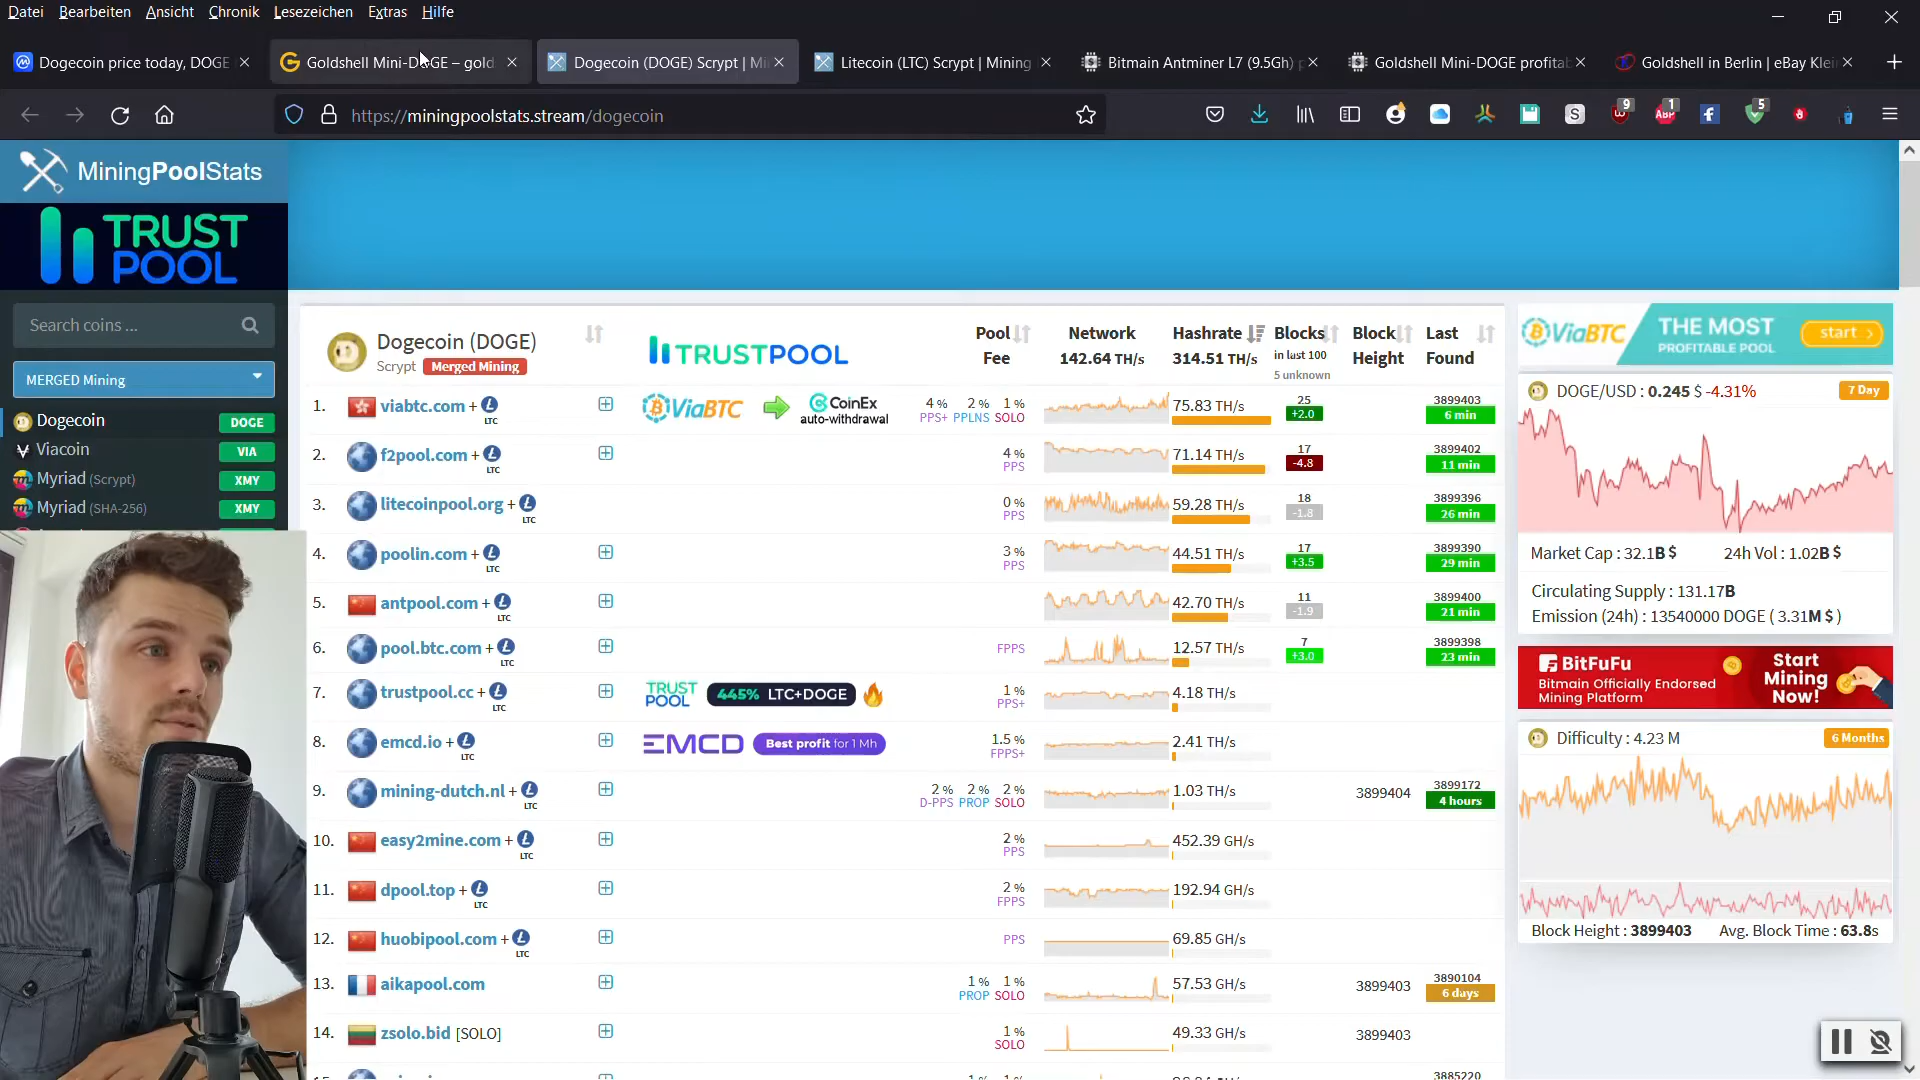 Datei Bearbeiten Ansicht Chronik Lesezeichen Extras Hilfe
Dogecoin price today, DOGE
Goldshell Mini-DOGE – gold
Dogecoin (DOGE) Scrypt | Mi
Litecoin (LTC) Scrypt | Mining
Bitmain Antminer L7 (9.5Gh) p
Goldshell Mini-DOGE profitab
Goldshell in Berlin | eBay Klei
https://miningpoolstats.stream/dogecoin
S 9 1 ABP 5
MiningPoolStats
TRUST
POOL
Search coins ...
MERGED Mining
Dogecoin DOGE
Viacoin VIA
Myriad (Scrypt) XMY
Myriad (SHA-256) XMY
Dogecoin (DOGE)
Scrypt Merged Mining
TRUSTPOOL
Pool
Fee
Network
142.64 TH/s
Hashrate
314.51 TH/s
Blocks
in last 100
5 unknown
Block
Height
Last
Found
1. viabtc.com + LTC ViaBTC CoinEx auto-withdrawal 4 % PPS+ 2 % PPLNS 1 % SOLO 75.83 TH/s 25 +2.0 3899403 6 min
2. f2pool.com + LTC 4 % PPS 71.14 TH/s 17 -4.8 3899402 11 min
3. litecoinpool.org + LTC 0 % PPS 59.28 TH/s 18 -1.8 3899396 26 min
4. poolin.com + LTC 3 % PPS 44.51 TH/s 17 +3.5 3899390 29 min
5. antpool.com + LTC 42.70 TH/s 11 -1.9 3899400 21 min
6. pool.btc.com + LTC FPPS 12.57 TH/s 7 +3.0 3899398 23 min
7. trustpool.cc + LTC TRUST POOL 445% LTC+DOGE 1 % PPS+ 4.18 TH/s
8. emcd.io + LTC EMCD Best profit for 1 Mh 1.5 % FPPS+ 2.41 TH/s
9. mining-dutch.nl + LTC 2 % D-PPS 2 % PROP 2 % SOLO 1.03 TH/s 3899404 3899172 4 hours
10. easy2mine.com + LTC 2 % PPS 452.39 GH/s
11. dpool.top + LTC 2 % FPPS 192.94 GH/s
12. huobipool.com + LTC PPS 69.85 GH/s
13. aikapool.com 1 % PROP 1 % SOLO 57.53 GH/s 3899403 3890104 6 days
14. zsolo.bid [SOLO] 1 % SOLO 49.33 GH/s 3899403
3885220
ViaBTC THE MOST
PROFITABLE POOL
start >
DOGE/USD : 0.245 $ -4.31% 7 Day
Market Cap : 32.1B $ 24h Vol : 1.02B $
Circulating Supply : 131.17B
Emission (24h) : 13540000 DOGE ( 3.31M $ )
BitFuFu
Bitmain Officially Endorsed
Mining Platform
Start
Mining
Now!
Difficulty : 4.23 M 6 Months
Block Height : 3899403 Avg. Block Time : 63.8s